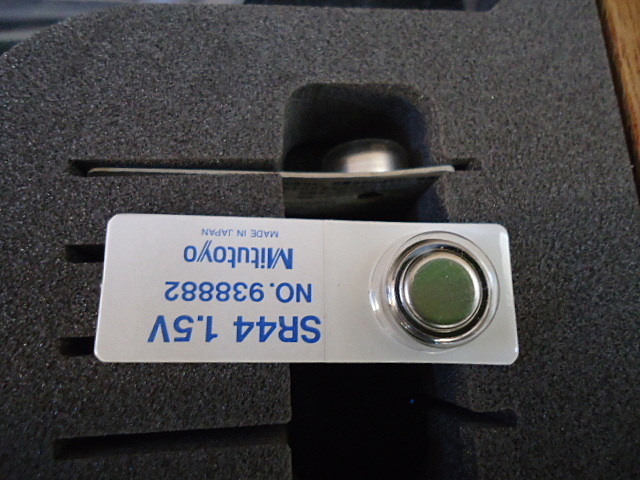 SR44 1.5V
NO. 938882
Mitutoyo
MADE IN JAPAN